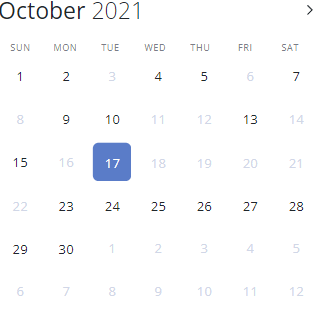 October 2021 >
SUN MON TUE WED THU FRI SAT
1 2 3 4 5 6 7
8 9 10 11 12 13 14
15 16 17 18 19 20 21
22 23 24 25 26 27 28
29 30 1 2 3 4 5
6 7 8 9 10 11 12